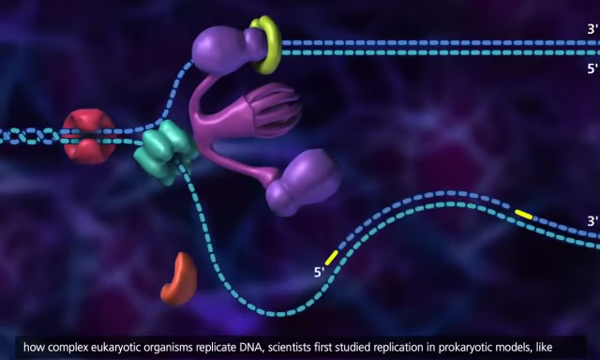 3'
5'
3'
5'
how complex eukaryotic organisms replicate DNA, scientists first studied replication in prokaryotic models, like